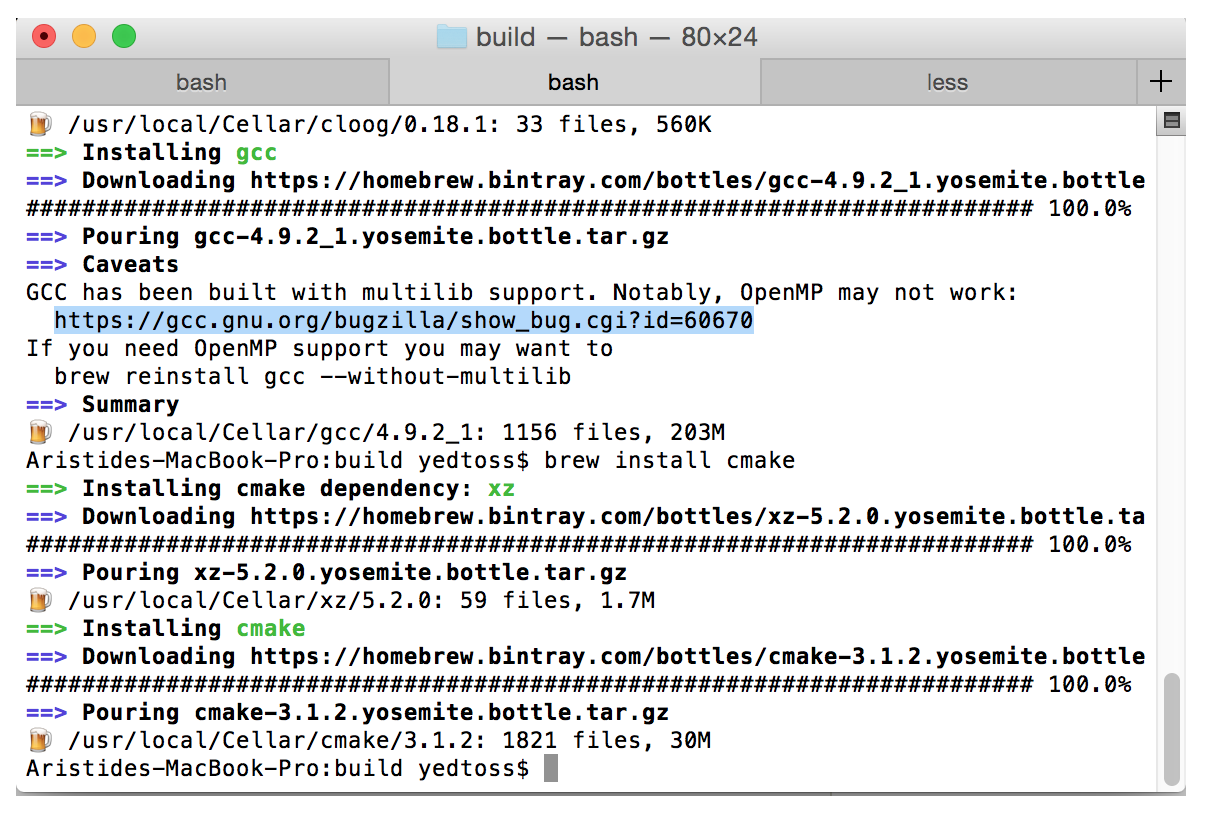 build — bash — 80×24
bash bash less +
🍺 /usr/local/Cellar/cloog/0.18.1: 33 files, 560K
==> Installing gcc
==> Downloading https://homebrew.bintray.com/bottles/gcc-4.9.2_1.yosemite.bottle
######################################################################## 100.0%
==> Pouring gcc-4.9.2_1.yosemite.bottle.tar.gz
==> Caveats
GCC has been built with multilib support. Notably, OpenMP may not work:
  https://gcc.gnu.org/bugzilla/show_bug.cgi?id=60670
If you need OpenMP support you may want to
  brew reinstall gcc --without-multilib
==> Summary
🍺 /usr/local/Cellar/gcc/4.9.2_1: 1156 files, 203M
Aristides-MacBook-Pro:build yedtoss$ brew install cmake
==> Installing cmake dependency: xz
==> Downloading https://homebrew.bintray.com/bottles/xz-5.2.0.yosemite.bottle.ta
######################################################################## 100.0%
==> Pouring xz-5.2.0.yosemite.bottle.tar.gz
🍺 /usr/local/Cellar/xz/5.2.0: 59 files, 1.7M
==> Installing cmake
==> Downloading https://homebrew.bintray.com/bottles/cmake-3.1.2.yosemite.bottle
######################################################################## 100.0%
==> Pouring cmake-3.1.2.yosemite.bottle.tar.gz
🍺 /usr/local/Cellar/cmake/3.1.2: 1821 files, 30M
Aristides-MacBook-Pro:build yedtoss$